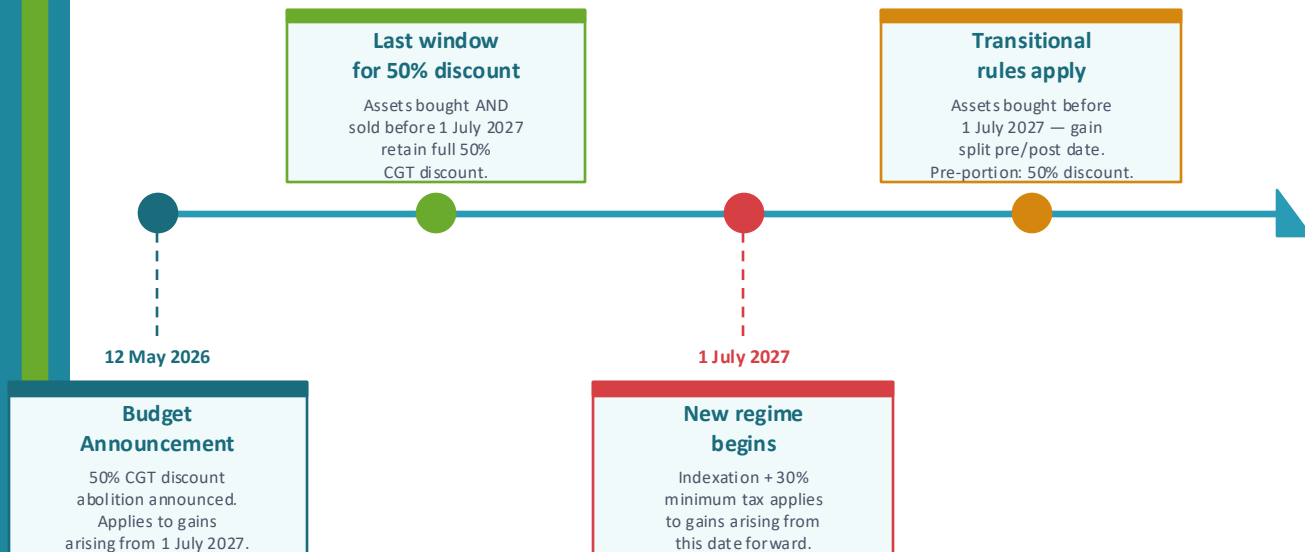 Last window
for 50% discount
Assets bought AND
sold before 1 July 2027
retain full 50%
CGT discount.
Transitional
rules apply
Assets bought before
1 July 2027 — gain
split pre/post date.
Pre-portion: 50% discount.
12 May 2026
Budget
Announcement
50% CGT discount
abolition announced.
Applies to gains
arising from 1 July 2027.
1 July 2027
New regime
begins
Indexation + 30%
minimum tax applies
to gains arising from
this date forward.